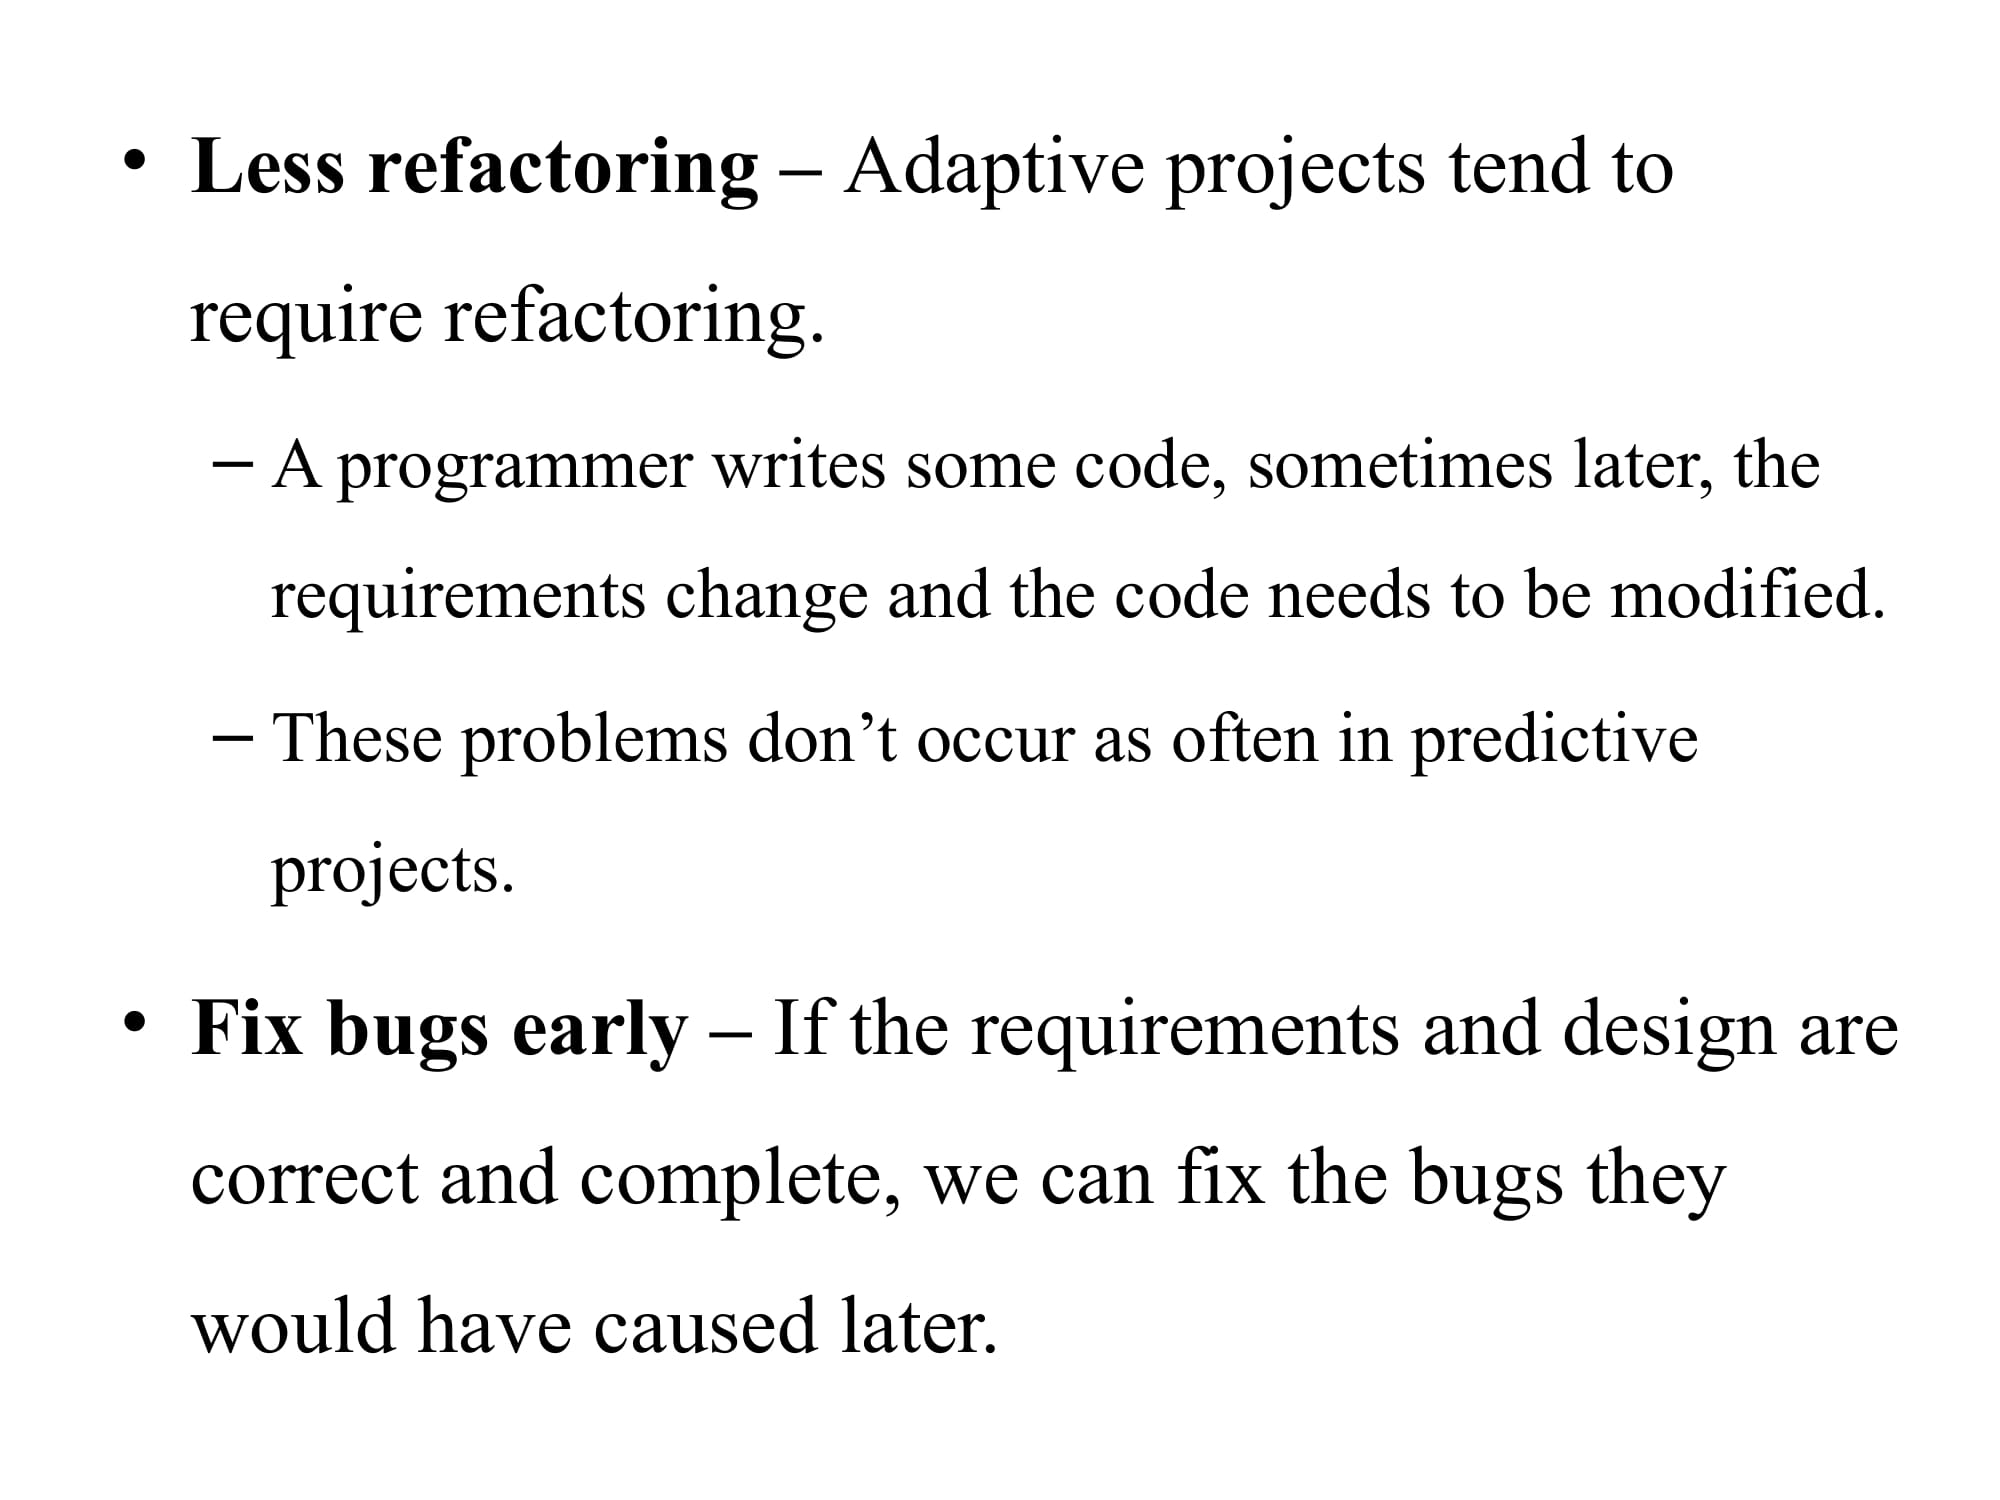 • Less refactoring – Adaptive projects tend to
require refactoring.
– A programmer writes some code, sometimes later, the
requirements change and the code needs to be modified.
– These problems don’t occur as often in predictive
projects.
• Fix bugs early – If the requirements and design are
correct and complete, we can fix the bugs they
would have caused later.